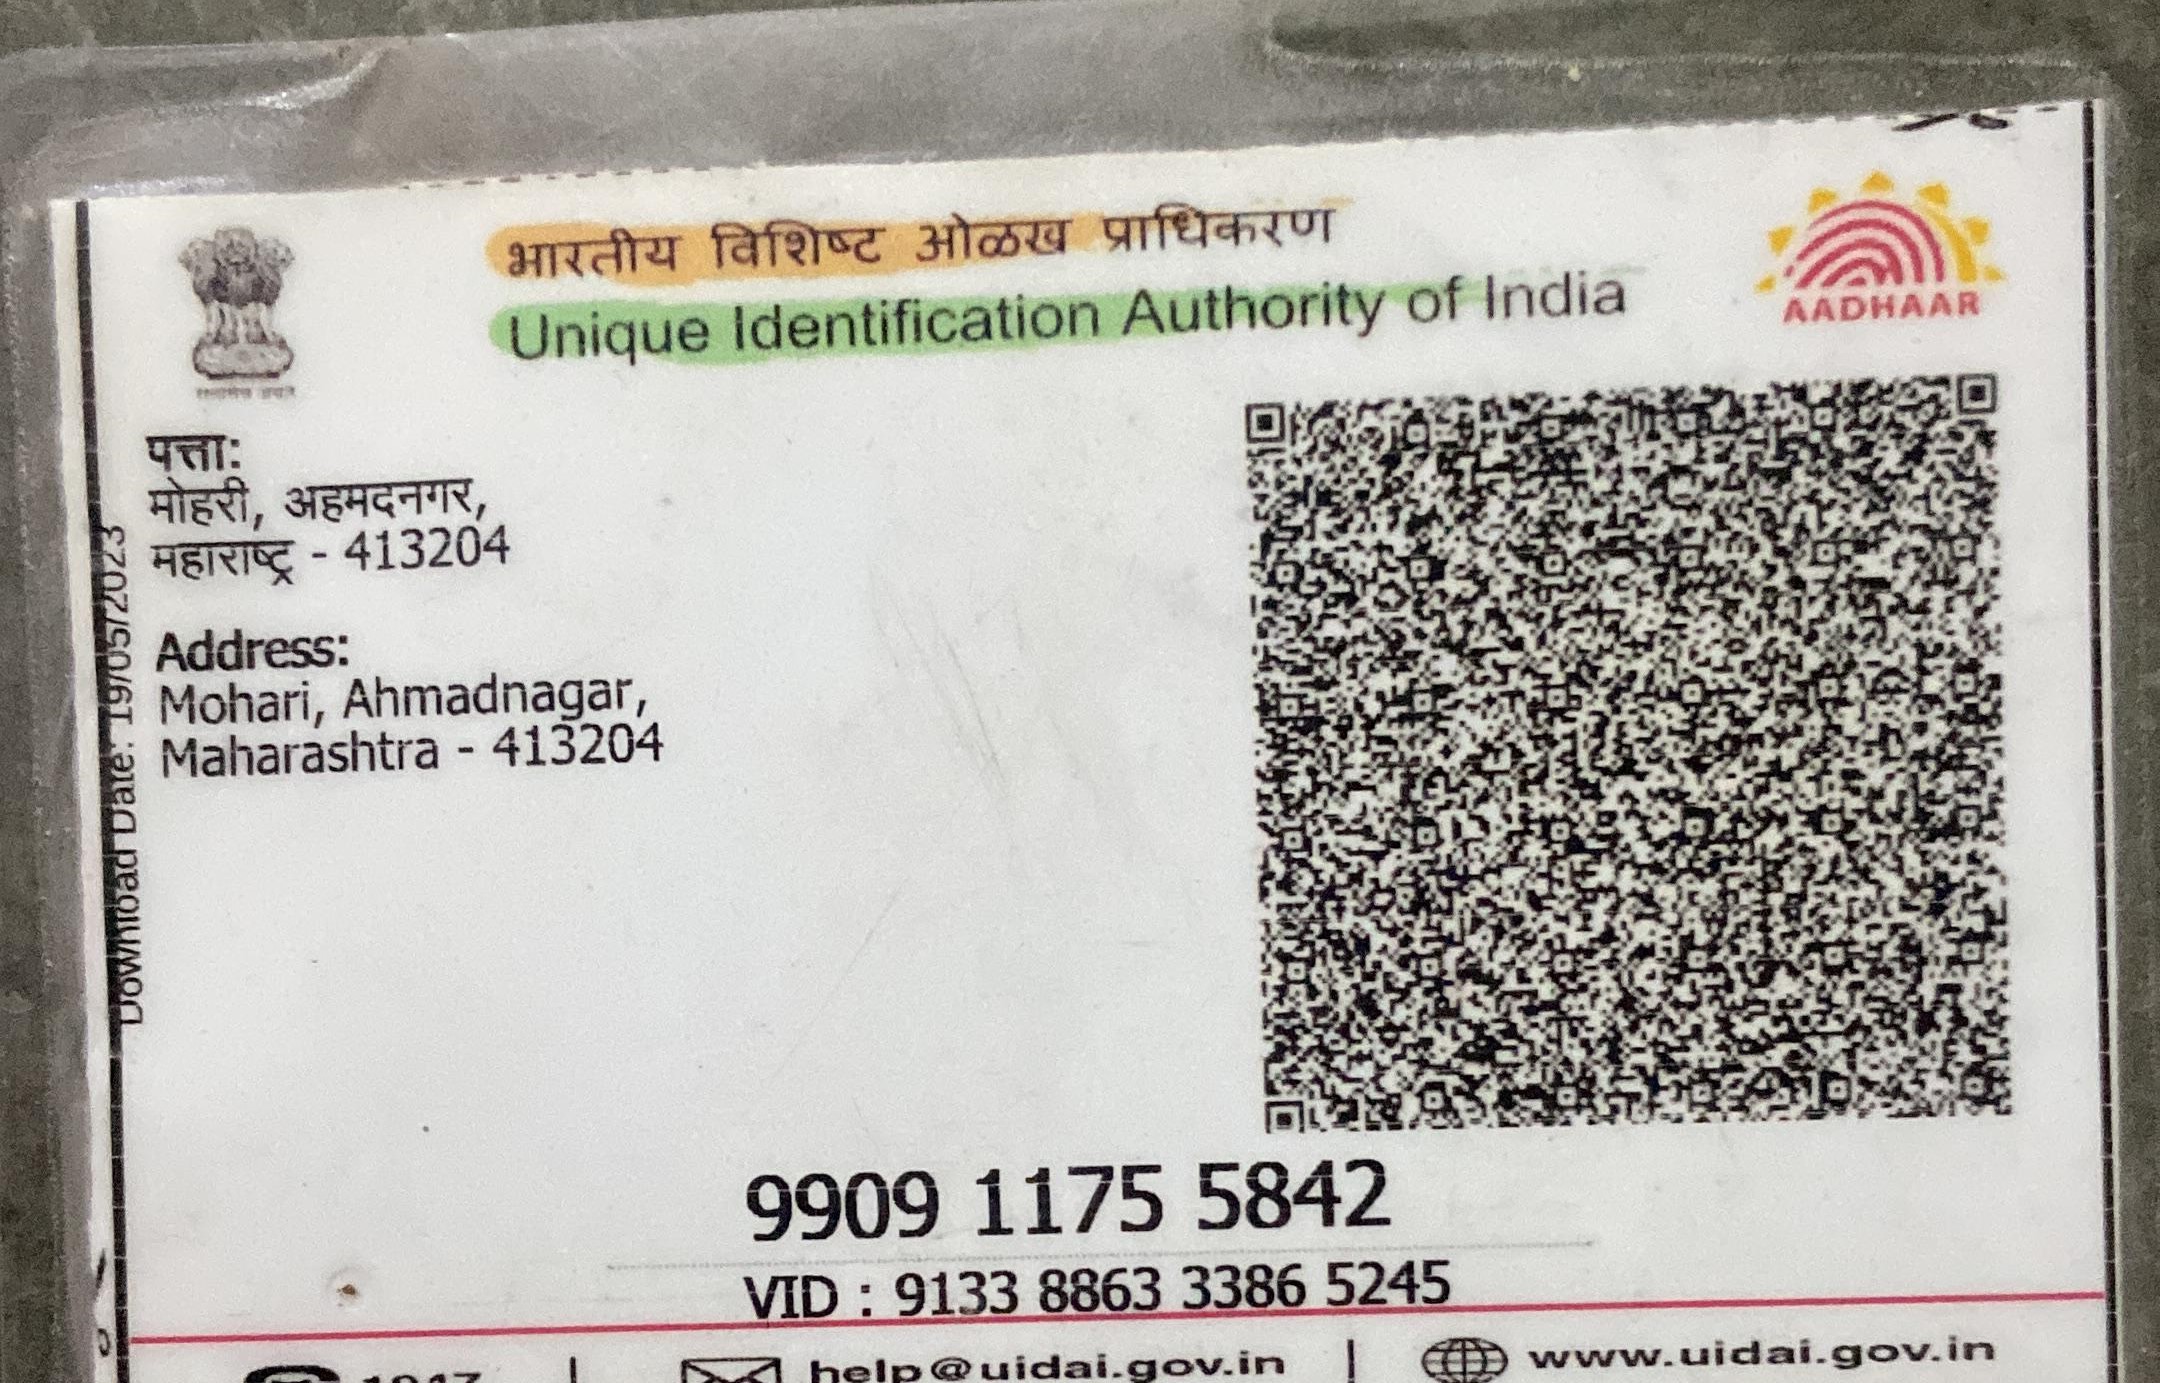 भारतीय विशिष्ट ओळख प्राधिकरण
Unique Identification Authority of India
AADHAAR
पत्ता:
मोहरी, अहमदनगर,
महाराष्ट्र - 413204
Address:
Mohari, Ahmadnagar,
Maharashtra - 413204
Download Date: 19/05/2023
9909 1175 5842
VID : 9133 8863 3386 5245
1947 | help@uidai.gov.in | www.uidai.gov.in